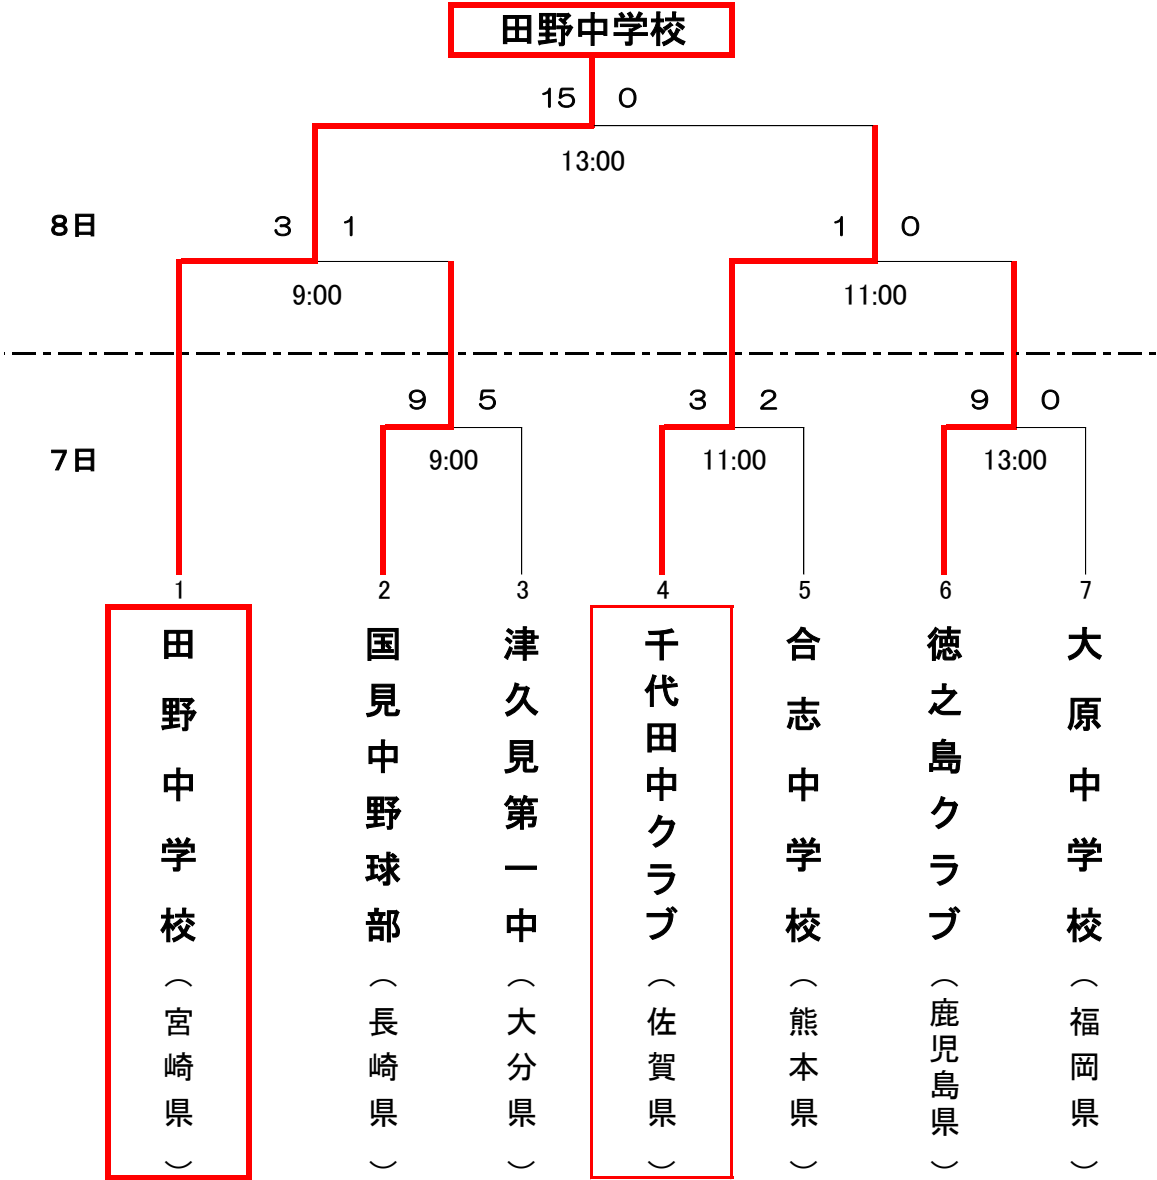 田野中学校
15 0
13:00
8日
3 1
1 0
9:00
11:00
9 5
3 2
9 0
7日
9:00
11:00
13:00
1
2
3
4
5
6
7
田野中学校（宮崎県）
国見中野球部（長崎県）
津久見第一中（大分県）
千代田中クラブ（佐賀県）
合志中学校（熊本県）
徳之島クラブ（鹿児島県）
大原中学校（福岡県）